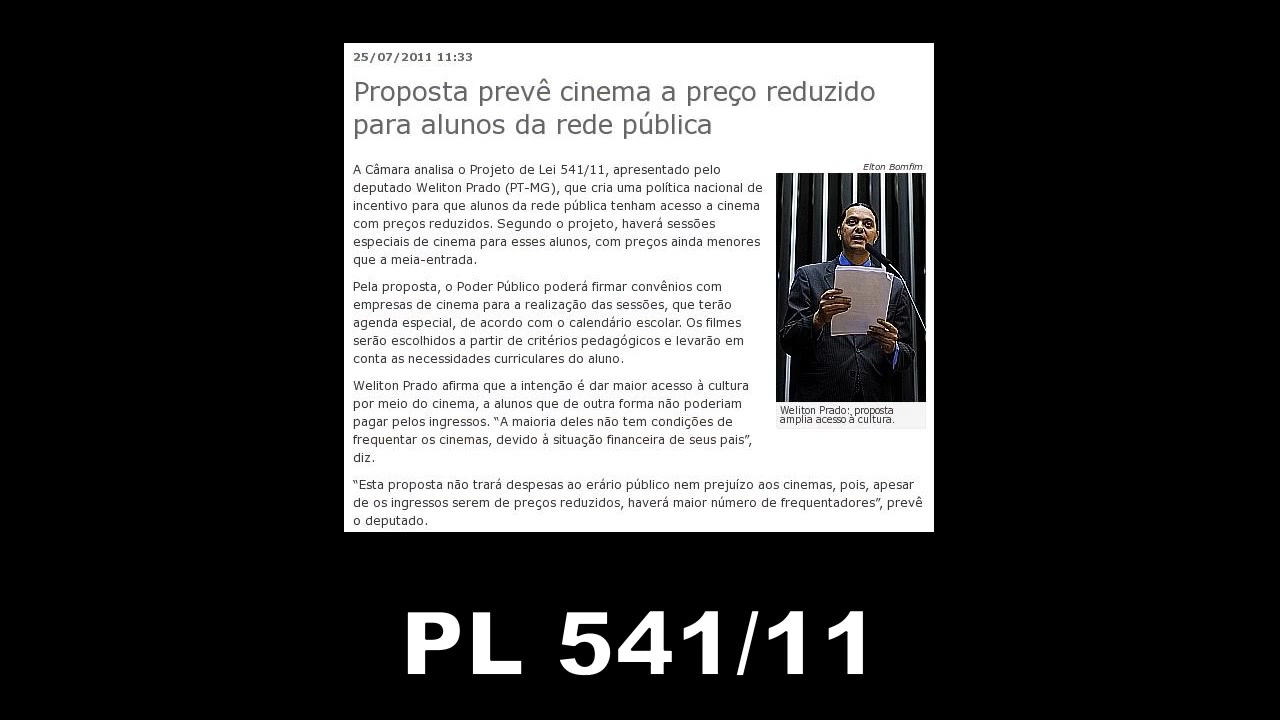 25/07/2011 11:33
Proposta prevê cinema a preço reduzido
para alunos da rede pública
A Câmara analisa o Projeto de Lei 541/11, apresentado pelo
deputado Weliton Prado (PT-MG), que cria uma política nacional de
incentivo para que alunos da rede pública tenham acesso a cinema
com preços reduzidos. Segundo o projeto, haverá sessões
especiais de cinema para esses alunos, com preços ainda menores
que a meia-entrada.
Pela proposta, o Poder Público poderá firmar convênios com
empresas de cinema para a realização das sessões, que terão
agenda especial, de acordo com o calendário escolar. Os filmes
serão escolhidos a partir de critérios pedagógicos e levarão em
conta as necessidades curriculares do aluno.
Weliton Prado afirma que a intenção é dar maior acesso à cultura
por meio do cinema, a alunos que de outra forma não poderiam
pagar pelos ingressos. “A maioria deles não tem condições de
frequentar os cinemas, devido à situação financeira de seus pais”,
diz.
Elton Bomfim
Weliton Prado: proposta
amplia acesso à cultura.
“Esta proposta não trará despesas ao erário público nem prejuízo aos cinemas, pois, apesar
de os ingressos serem de preços reduzidos, haverá maior número de frequentadores”, prevê
o deputado.
PL 541/11